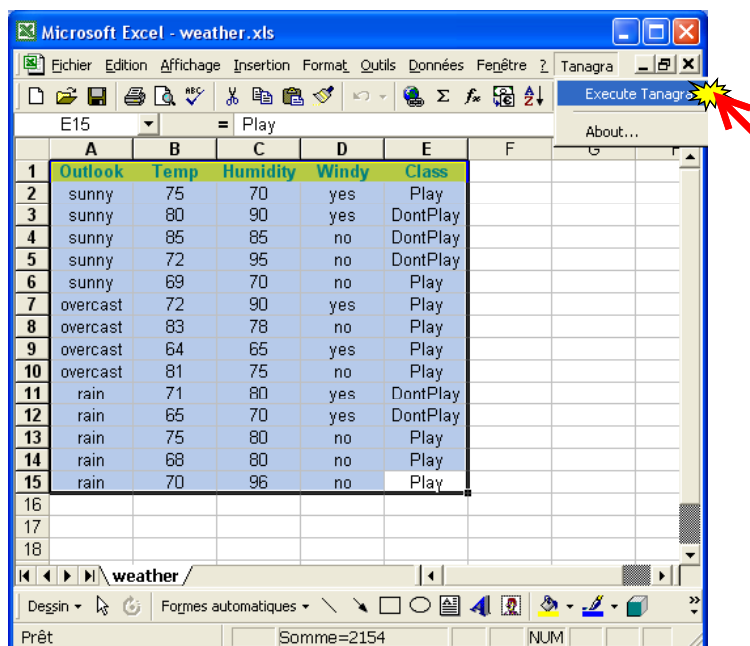 Microsoft Excel - weather.xls
Fichier Edition Affichage Insertion Format Outils Données Fenêtre ? Tanagra
Execute Tanagra
About...
E15 = Play
A B C D E F G
1 Outlook Temp Humidity Windy Class
2 sunny 75 70 yes Play
3 sunny 80 90 yes DontPlay
4 sunny 85 85 no DontPlay
5 sunny 72 95 no DontPlay
6 sunny 69 70 no Play
7 overcast 72 90 yes Play
8 overcast 83 78 no Play
9 overcast 64 65 yes Play
10 overcast 81 75 no Play
11 rain 71 80 yes DontPlay
12 rain 65 70 yes DontPlay
13 rain 75 80 no Play
14 rain 68 80 no Play
15 rain 70 96 no Play
16
17
18
weather
Dessin Formes automatiques
Prêt Somme=2154 NUM